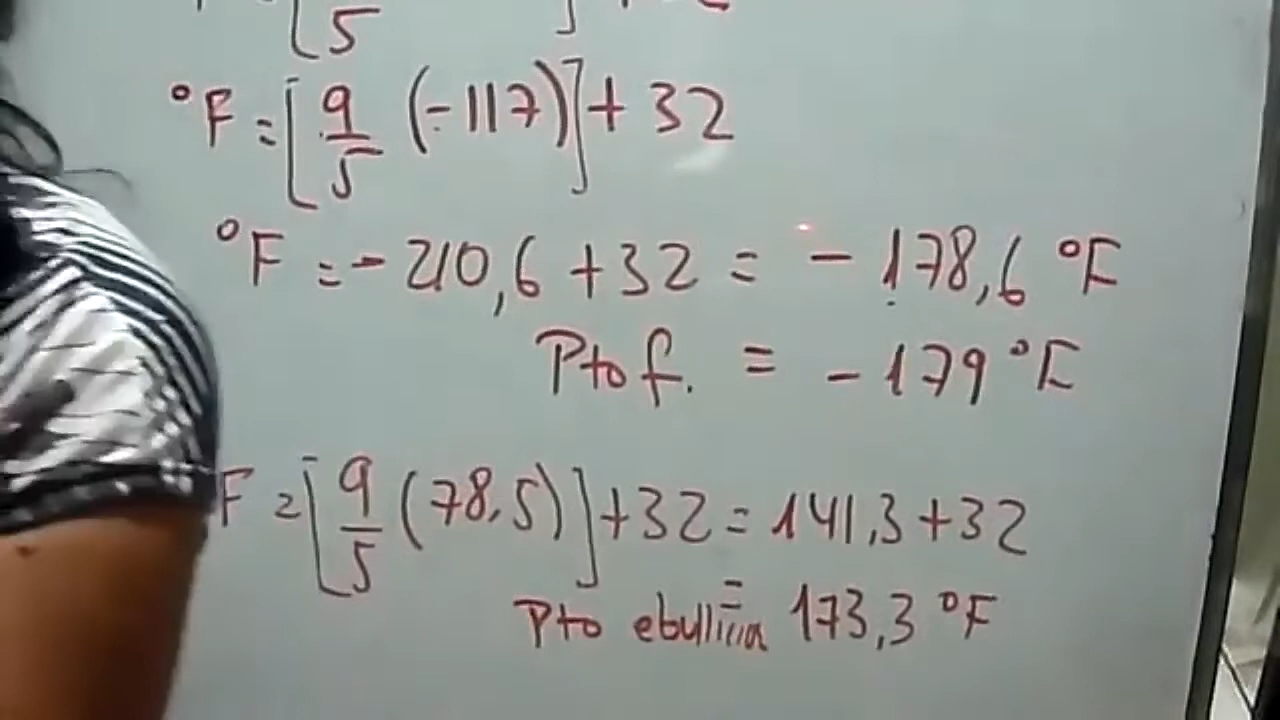 [5
°F = [9/5 (-117)] + 32
°F = - 210,6 + 32 = - 178,6 °F
Pto f. = - 179 °F
F = [9/5 (78,5)] + 32 = 141,3 + 32
=
Pto ebullición 173,3 °F